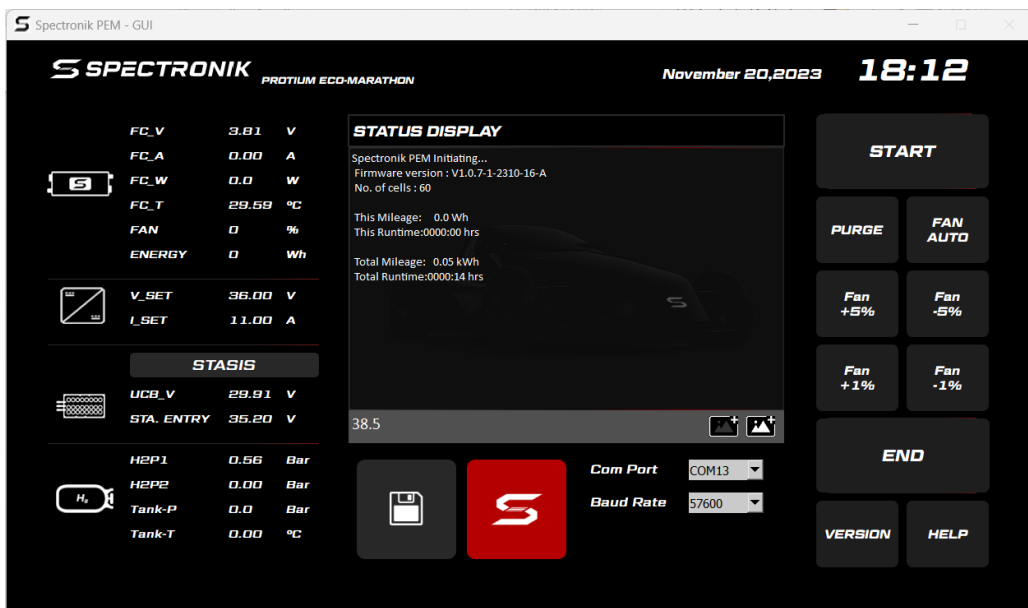 Spectronik PEM - GUI
SPECTRONIK PROTIUM ECO-MARATHON
November 20,2023 18:12
FC_V 3.81 V
FC_A 0.00 A
FC_W 0.0 W
FC_T 29.59 ºC
FAN 0 %
ENERGY 0 Wh
V_SET 36.00 V
I_SET 11.00 A
STASIS
UCB_V 29.91 V
STA. ENTRY 35.20 V
H2P1 0.56 Bar
H2P2 0.00 Bar
H₂
Tank-P 0.0 Bar
Tank-T 0.00 ºC
STATUS DISPLAY
Spectronik PEM Initiating...
Firmware version : V1.0.7-1-2310-16-A
No. of cells : 60
This Mileage: 0.0 Wh
This Runtime:0000:00 hrs
Total Mileage: 0.05 kWh
Total Runtime:0000:14 hrs
38.5
Com Port COM13
Baud Rate 57600
START
PURGE
FAN AUTO
Fan +5%
Fan -5%
Fan +1%
Fan -1%
END
VERSION
HELP